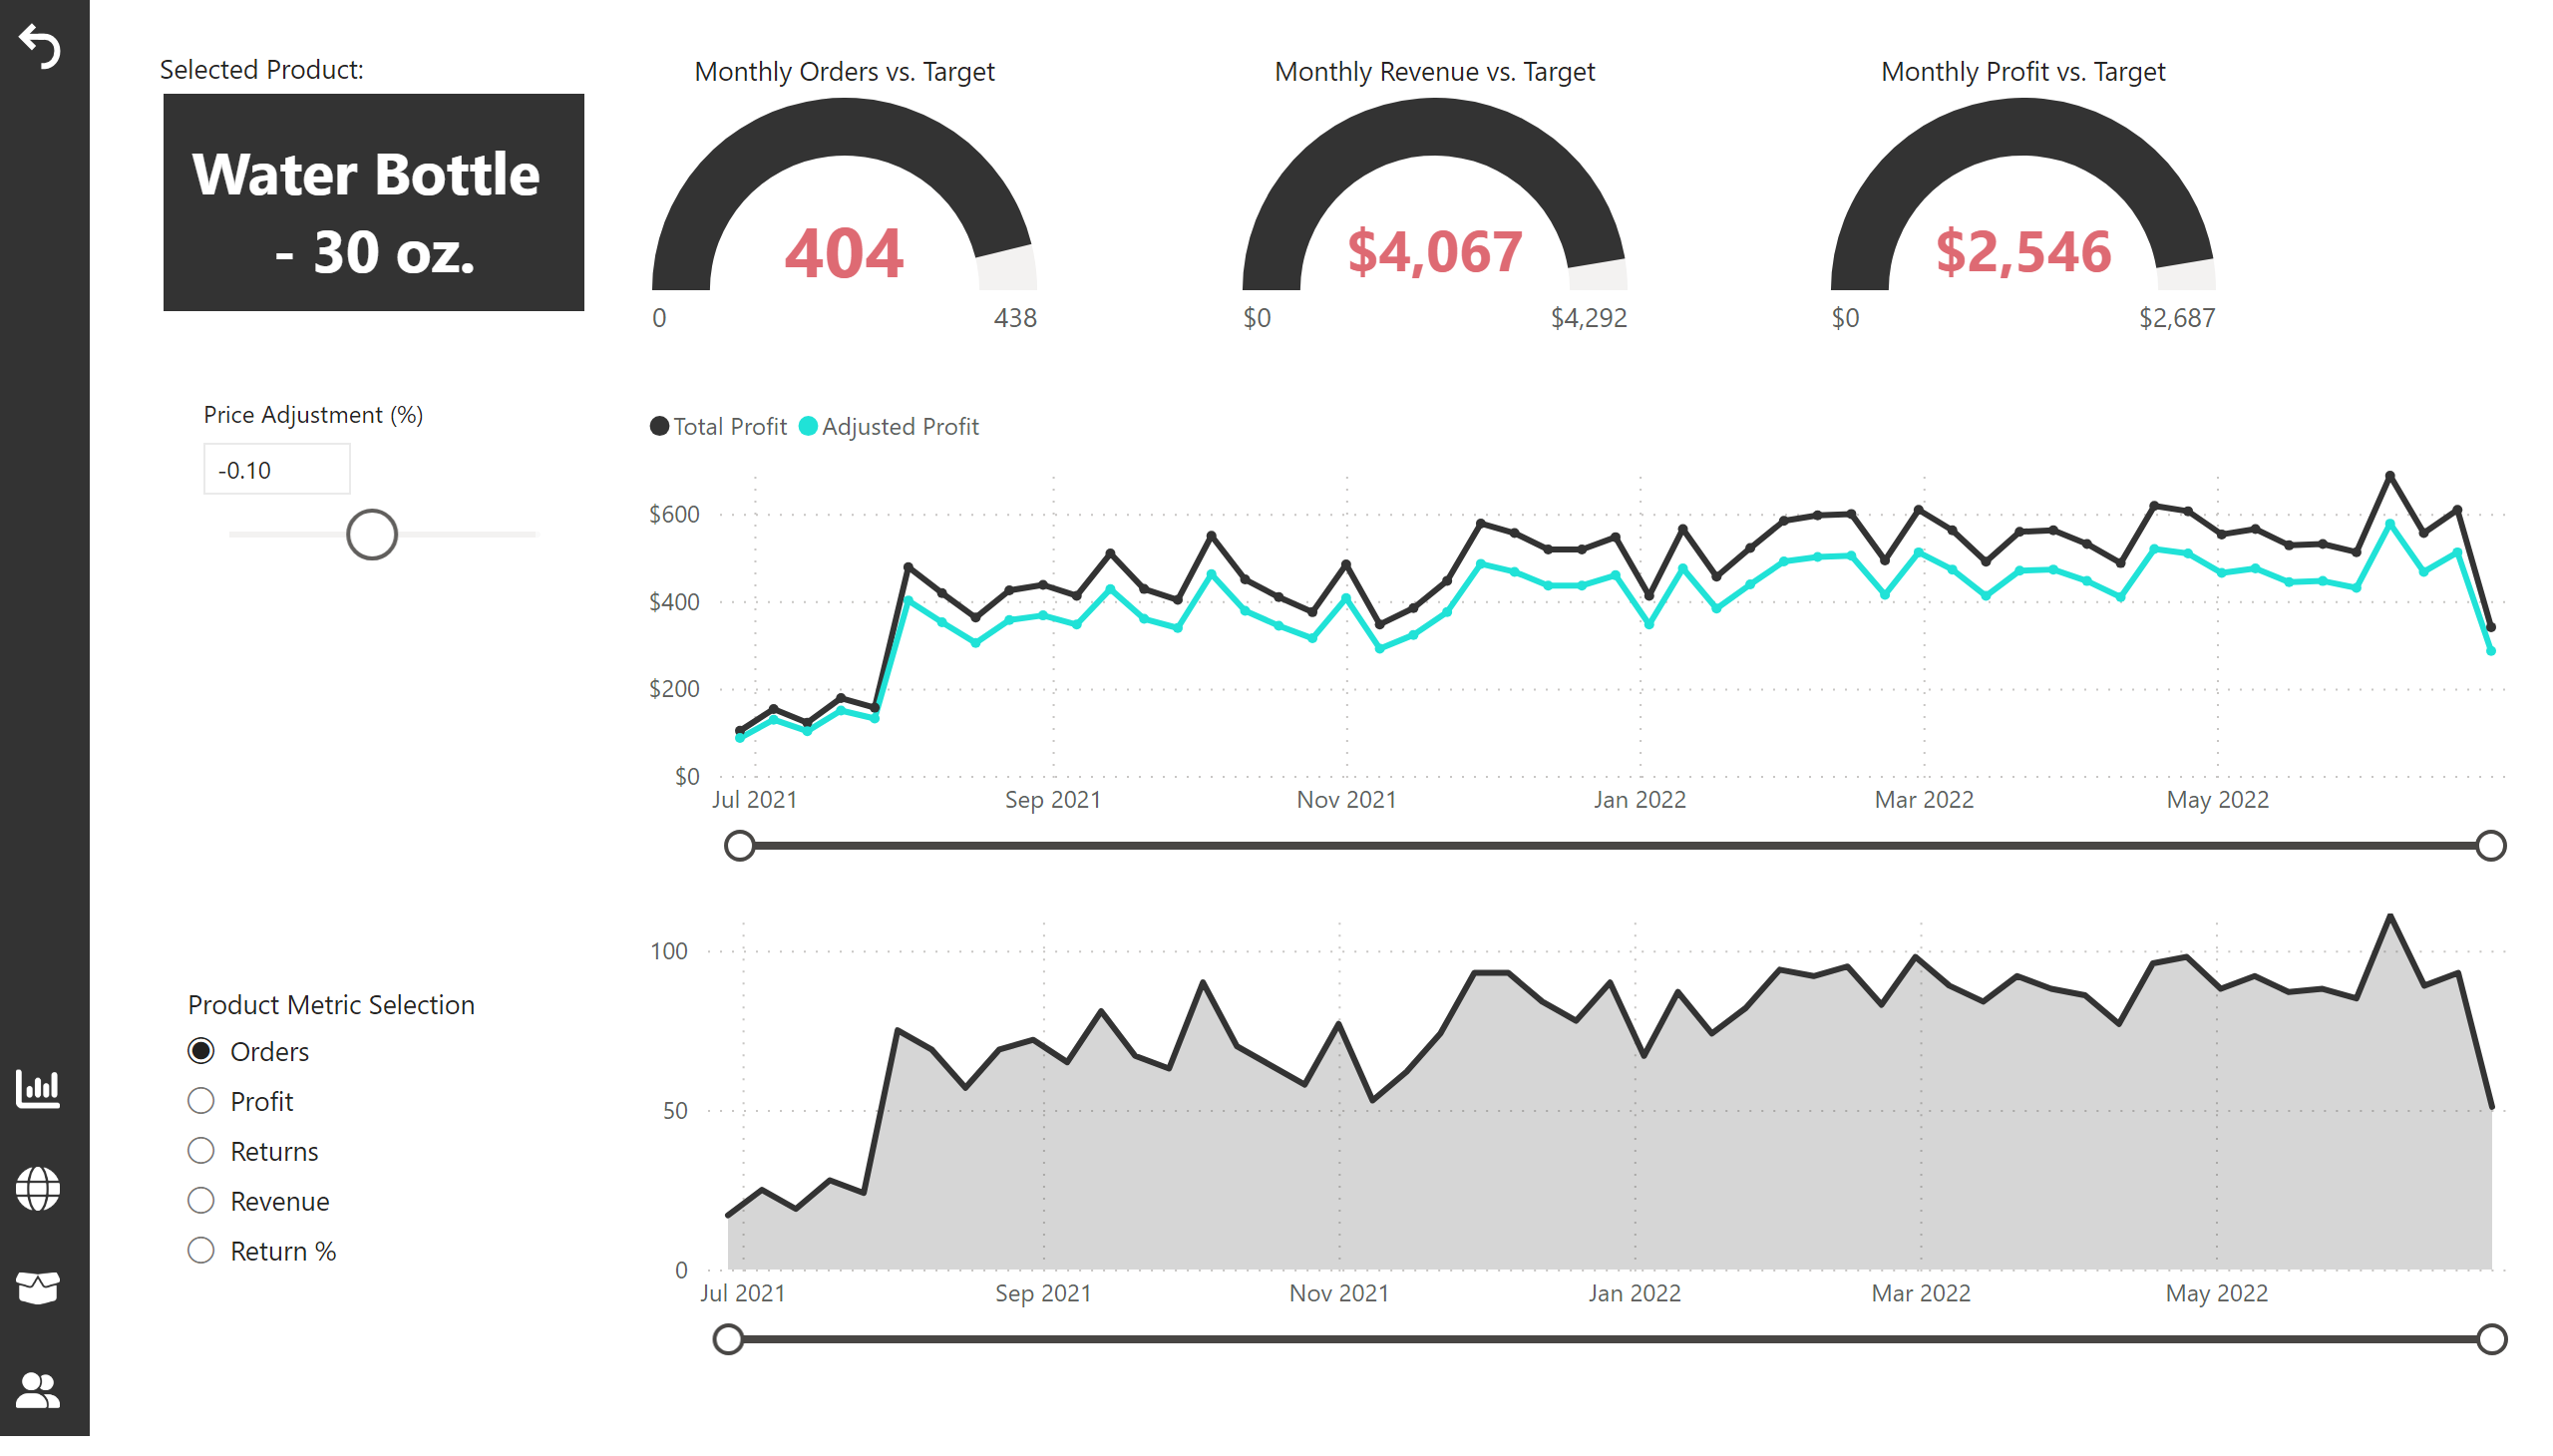 Selected Product:
Water Bottle
- 30 oz.
Monthly Orders vs. Target
404
0
438
Monthly Revenue vs. Target
$4,067
$0
$4,292
Monthly Profit vs. Target
$2,546
$0
$2,687
Price Adjustment (%)
-0.10
Total Profit
Adjusted Profit
$600
$400
$200
$0
Jul 2021
Sep 2021
Nov 2021
Jan 2022
Mar 2022
May 2022
Product Metric Selection
Orders
Profit
Returns
Revenue
Return %
100
50
0
Jul 2021
Sep 2021
Nov 2021
Jan 2022
Mar 2022
May 2022